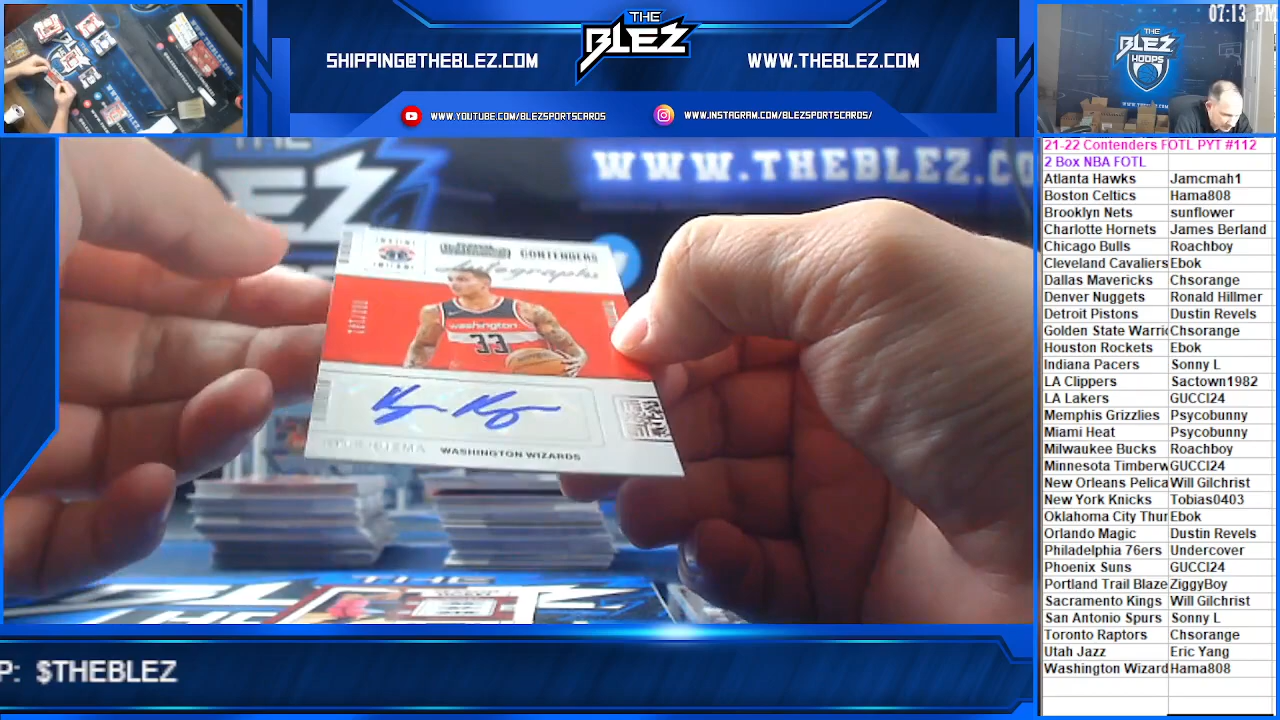 07:13 PM
THE
BLEZ
SHIPPING@THEBLEZ.COM
WWW.THEBLEZ.COM
WWW.YOUTUBE.COM/BLEZSPORTSCARDS
WWW.INSTAGRAM.COM/BLEZSPORTSCARDS/
THE
BLEZ
HOOPS
WWW.THEBLEZ.CO
CONTENDERS
Autographs
washington
33
WASHINGTON WIZARDS
THE
21-22 Contenders FOTL PYT #112
2 Box NBA FOTL
Atlanta Hawks Jamcmah1
Boston Celtics Hama808
Brooklyn Nets sunflower
Charlotte Hornets James Berland
Chicago Bulls Roachboy
Cleveland Cavaliers Ebok
Dallas Mavericks Chsorange
Denver Nuggets Ronald Hillmer
Detroit Pistons Dustin Revels
Golden State Warri Chsorange
Houston Rockets Ebok
Indiana Pacers Sonny L
LA Clippers Sactown1982
LA Lakers GUCCI24
Memphis Grizzlies Psycobunny
Miami Heat Psycobunny
Milwaukee Bucks Roachboy
Minnesota Timberw GUCCI24
New Orleans Pelica Will Gilchrist
New York Knicks Tobias0403
Oklahoma City Thun Ebok
Orlando Magic Dustin Revels
Philadelphia 76ers Undercover
Phoenix Suns GUCCI24
Portland Trail Blaze ZiggyBoy
Sacramento Kings Will Gilchrist
San Antonio Spurs Sonny L
Toronto Raptors Chsorange
Utah Jazz Eric Yang
Washington Wizard Hama808
P: $THEBLEZ